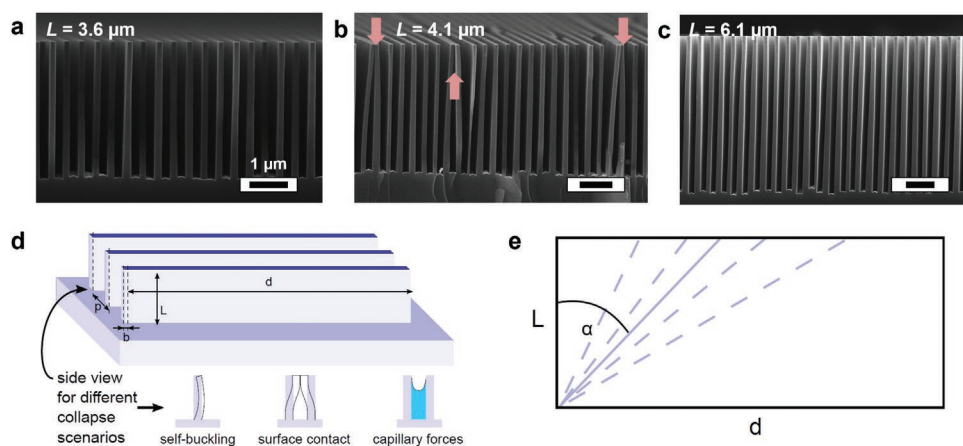 a
L = 3.6 µm
1 µm
b
L = 4.1 µm
c
L = 6.1 µm
d
d
L
p
b
side view
for different
collapse
scenarios
self-buckling
surface contact
capillary forces
e
L
α
d